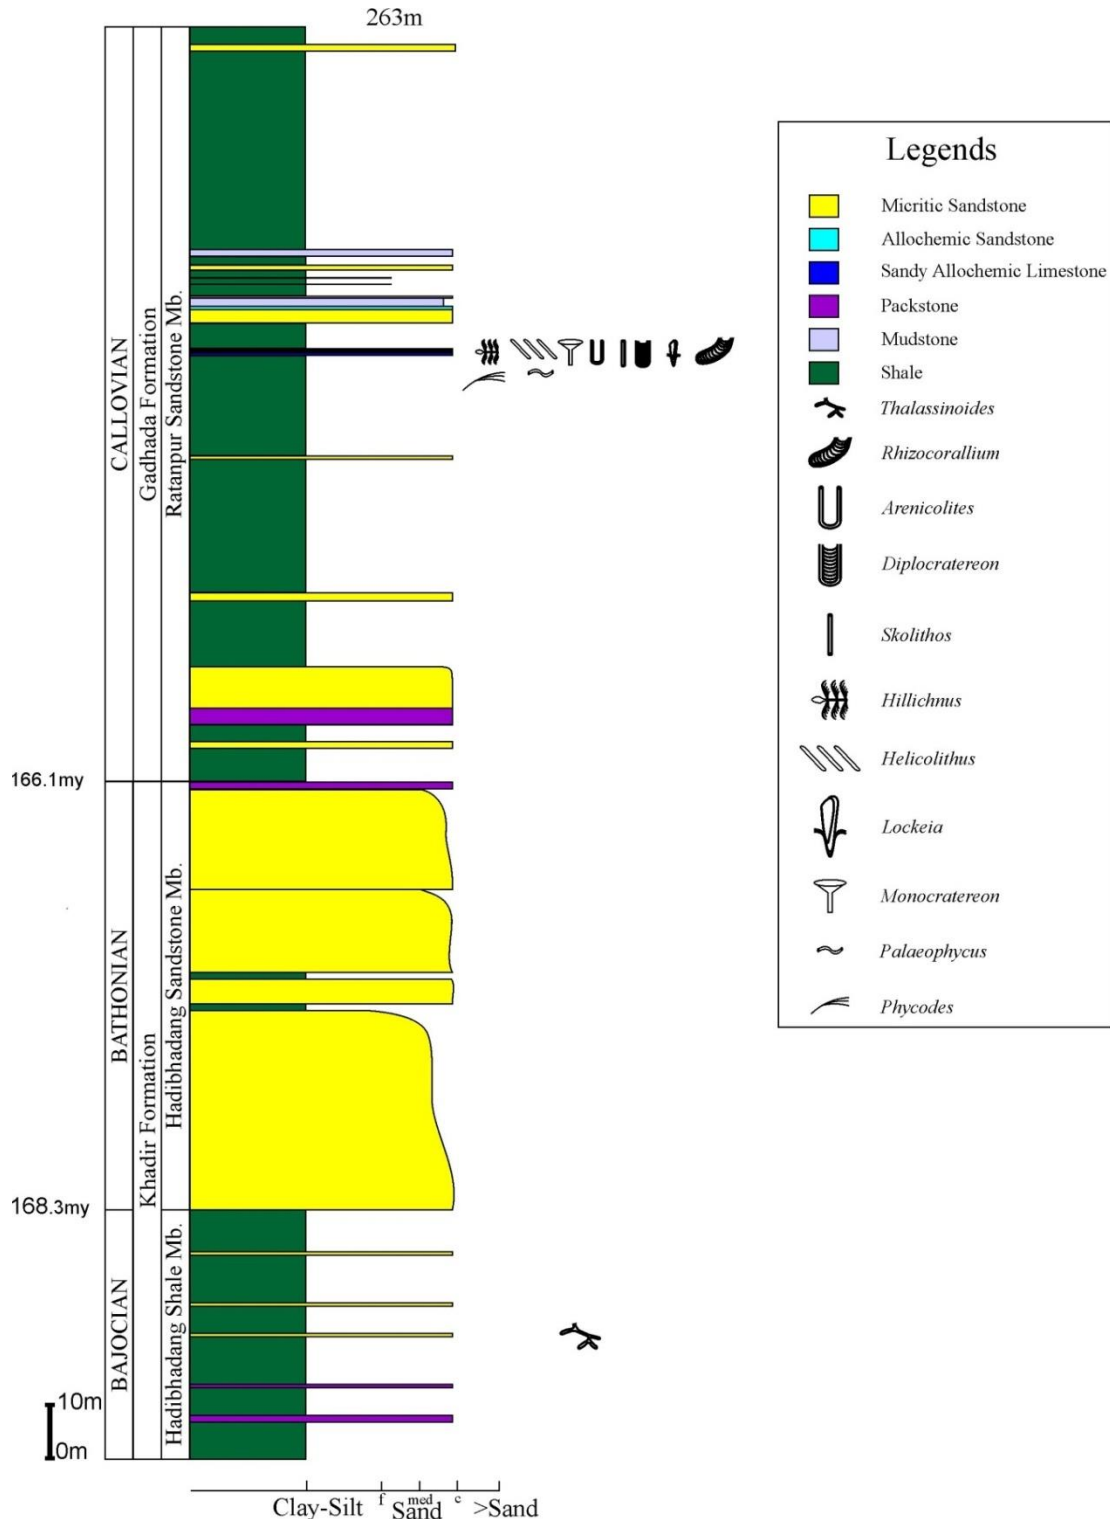 263m
CALLOVIAN
Gadhada Formation
Ratanpur Sandstone Mb.
166.1my
BATHONIAN
Khadir Formation
Hadibhadang Sandstone Mb.
168.3my
BAJOCIAN
Hadibhadang Shale Mb.
10m
0m
Clay-Silt f med c >Sand
Sand
Legends
Micritic Sandstone
Allochemic Sandstone
Sandy Allochemic Limestone
Packstone
Mudstone
Shale
Thalassinoides
Rhizocorallium
Arenicolites
Diplocratereon
Skolithos
Hillichnus
Helicolithus
Lockeia
Monocratereon
Palaeophycus
Phycodes